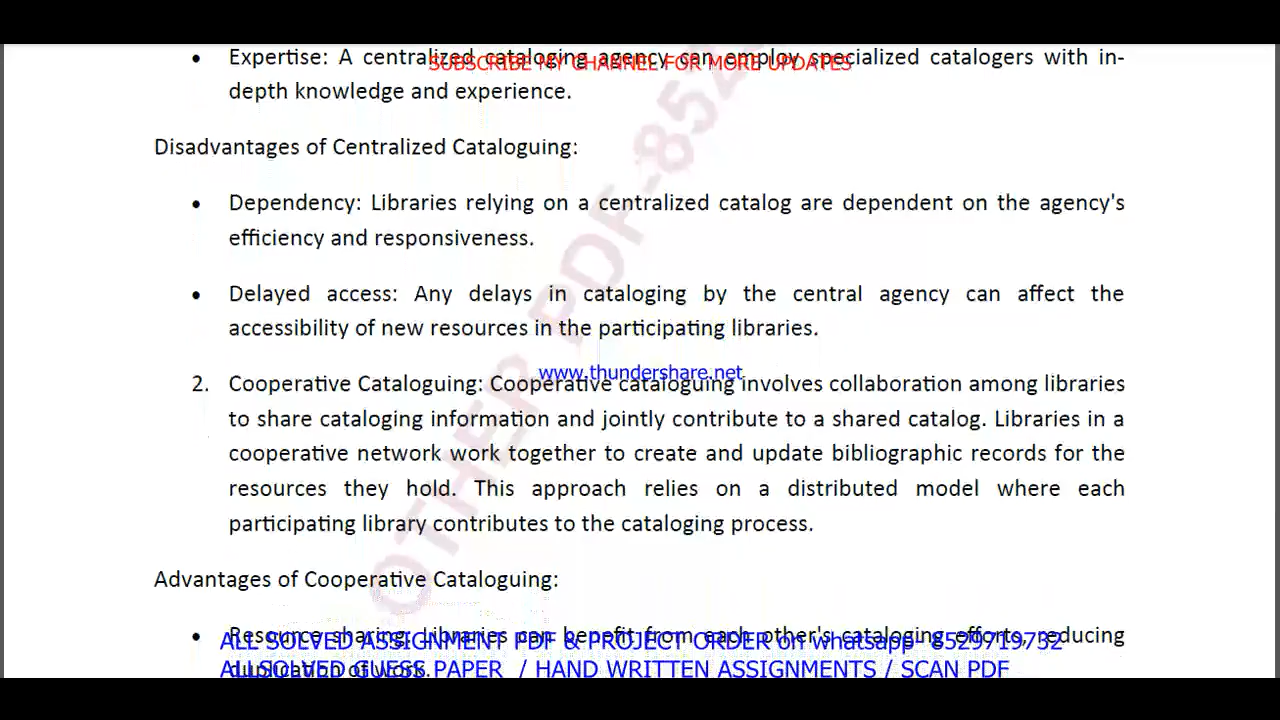 • Expertise: A centralized cataloging agency can employ specialized catalogers with in-
SUBSCRIBE MY CHANNEL FOR MORE UPDATES
depth knowledge and experience.
Disadvantages of Centralized Cataloguing:
• Dependency: Libraries relying on a centralized catalog are dependent on the agency's
efficiency and responsiveness.
• Delayed access: Any delays in cataloging by the central agency can affect the
accessibility of new resources in the participating libraries.
www.thundershare.net
2. Cooperative Cataloguing: Cooperative cataloguing involves collaboration among libraries
to share cataloging information and jointly contribute to a shared catalog. Libraries in a
cooperative network work together to create and update bibliographic records for the
resources they hold. This approach relies on a distributed model where each
participating library contributes to the cataloging process.
Advantages of Cooperative Cataloguing:
• Resource sharing: Libraries can benefit from each other's cataloging efforts, reducing
ALL SOLVED ASSIGNMENT PDF & PROJECT ORDER on whatsapp- 8529719732
duplication of work.
ALL SOLVED GUESS PAPER / HAND WRITTEN ASSIGNMENTS / SCAN PDF
OTHER PDF-852